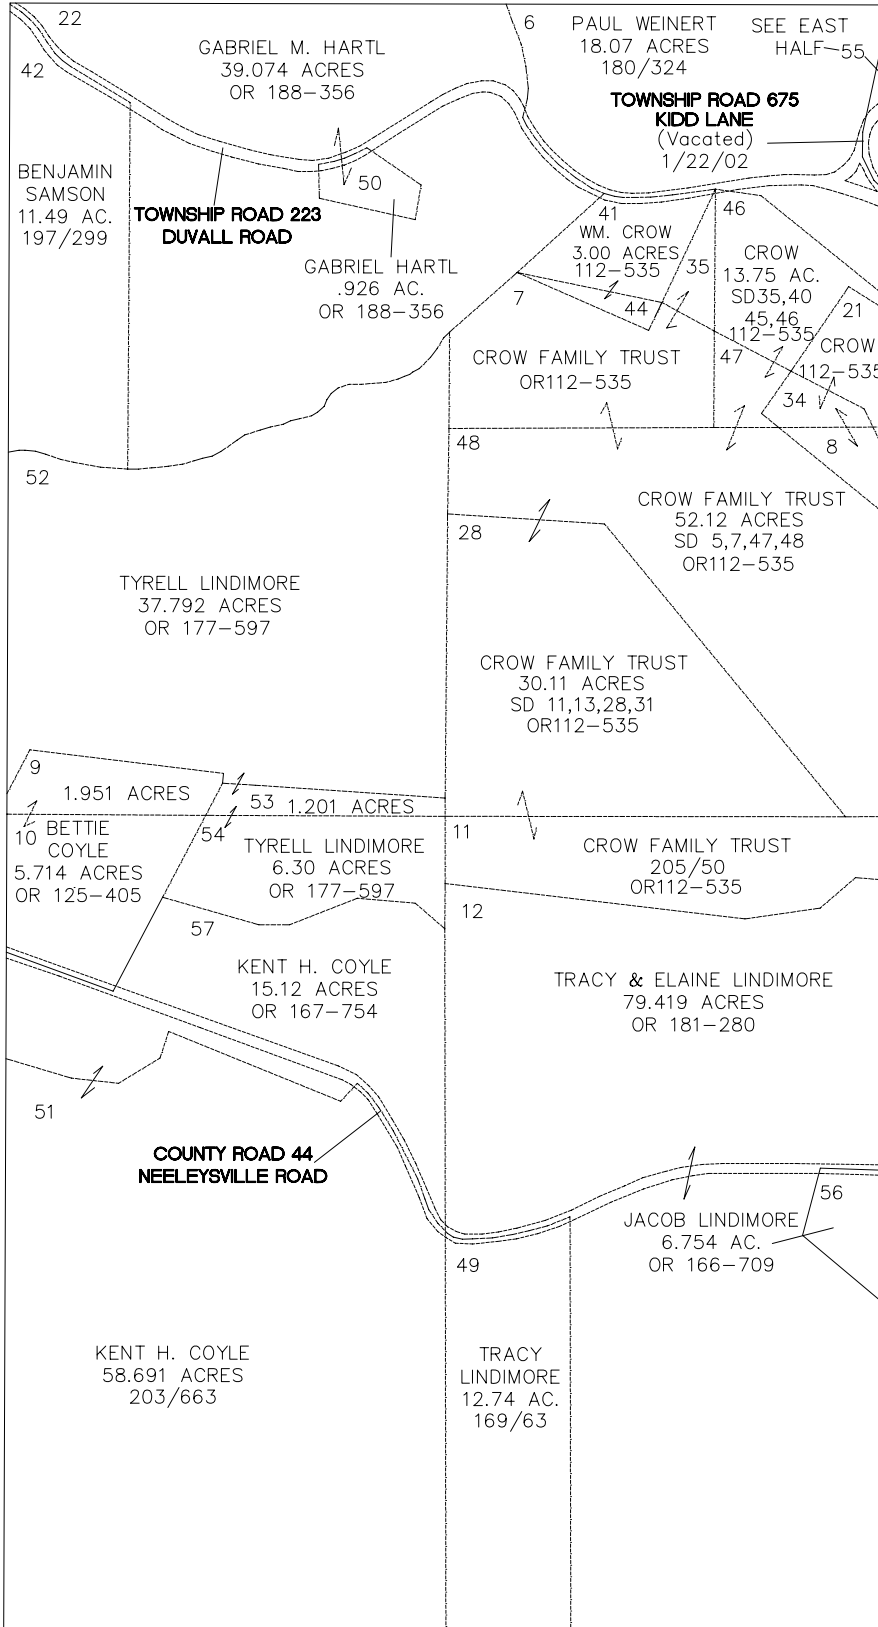 22
GABRIEL M. HARTL
39.074 ACRES
OR 188-356
6
PAUL WEINERT
18.07 ACRES
180/324
SEE EAST
HALF
55
42
TOWNSHIP ROAD 675
KIDD LANE
(Vacated)
1/22/02
BENJAMIN
SAMSON
11.49 AC.
197/299
50
TOWNSHIP ROAD 223
DUVALL ROAD
GABRIEL HARTL
.926 AC.
OR 188-356
41
WM. CROW
3.00 ACRES
112-535
46
35
CROW
13.75 AC.
SD35,40
45,46
112-535
7
44
21
47
CROW
112-535
CROW FAMILY TRUST
OR112-535
34
48
8
52
CROW FAMILY TRUST
52.12 ACRES
SD 5,7,47,48
OR112-535
28
TYRELL LINDIMORE
37.792 ACRES
OR 177-597
CROW FAMILY TRUST
30.11 ACRES
SD 11,13,28,31
OR112-535
9
1.951 ACRES
53
1.201 ACRES
10
BETTIE
COYLE
5.714 ACRES
OR 125-405
54
TYRELL LINDIMORE
6.30 ACRES
OR 177-597
11
CROW FAMILY TRUST
205/50
OR112-535
57
12
KENT H. COYLE
15.12 ACRES
OR 167-754
TRACY & ELAINE LINDIMORE
79.419 ACRES
OR 181-280
51
COUNTY ROAD 44
NEELEYSVILLE ROAD
56
JACOB LINDIMORE
6.754 AC.
OR 166-709
49
KENT H. COYLE
58.691 ACRES
203/663
TRACY
LINDIMORE
12.74 AC.
169/63